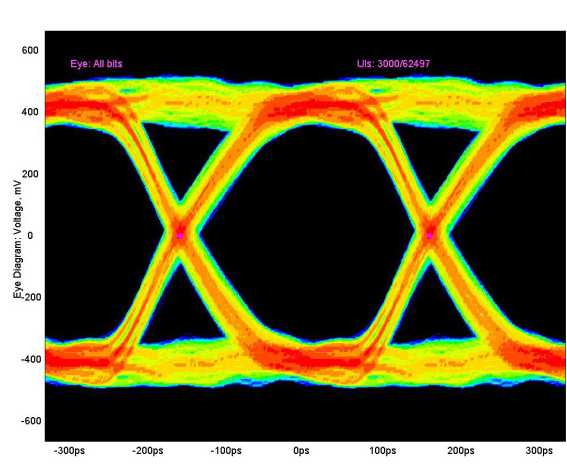 Eye: All bits
UIs: 3000/62497
Eye Diagram: Voltage, mV
600
400
200
0
-200
-400
-600
-300ps
-200ps
-100ps
0ps
100ps
200ps
300ps